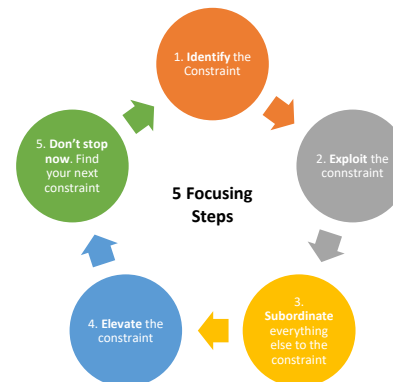 1. Identify the
Constraint
2. Exploit the
connstraint
3.
Subordinate
everything
else to the
constraint
4. Elevate the
constraint
5. Don't stop
now. Find
your next
constraint
5 Focusing
Steps